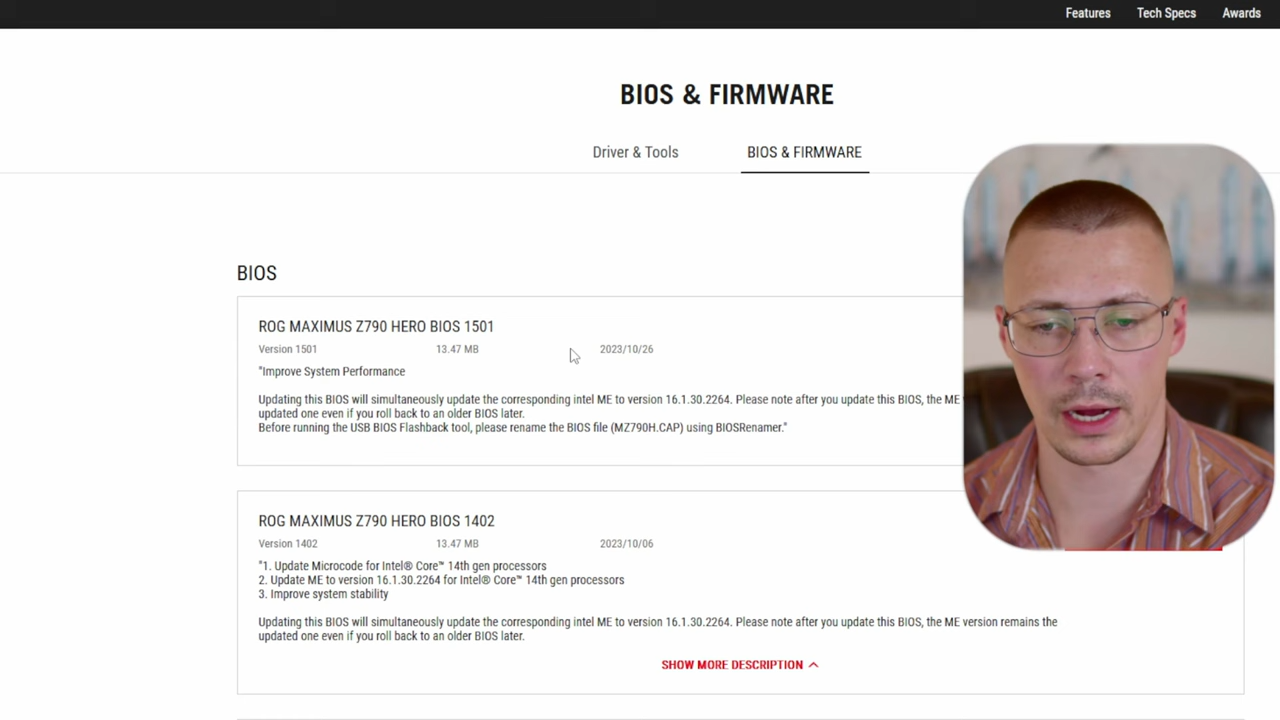 Features Tech Specs Awards
BIOS & FIRMWARE
Driver & Tools BIOS & FIRMWARE
BIOS
ROG MAXIMUS Z790 HERO BIOS 1501
Version 1501 13.47 MB 2023/10/26
"Improve System Performance
Updating this BIOS will simultaneously update the corresponding intel ME to version 16.1.30.2264. Please note after you update this BIOS, the ME
updated one even if you roll back to an older BIOS later.
Before running the USB BIOS Flashback tool, please rename the BIOS file (MZ790H.CAP) using BIOSRenamer."
ROG MAXIMUS Z790 HERO BIOS 1402
Version 1402 13.47 MB 2023/10/06
"1. Update Microcode for Intel® Core™ 14th gen processors
2. Update ME to version 16.1.30.2264 for Intel® Core™ 14th gen processors
3. Improve system stability
Updating this BIOS will simultaneously update the corresponding intel ME to version 16.1.30.2264. Please note after you update this BIOS, the ME version remains the
updated one even if you roll back to an older BIOS later.
SHOW MORE DESCRIPTION